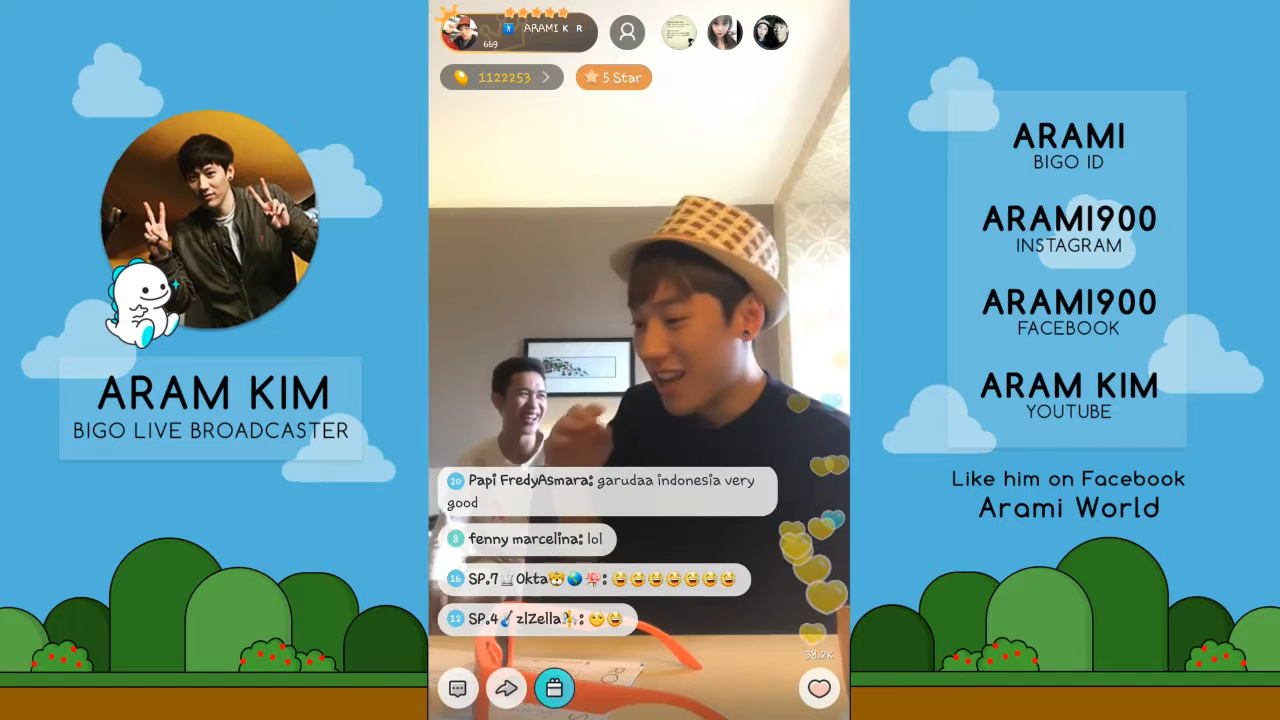 ARAM KIM
BIGO LIVE BROADCASTER
ARAMI K R
669
1122253
5 Star
Papi FredyAsmara: garudaa indonesia very
good
fenny marcelina: lol
SP.7♖Okta🐯🌏🌷: 😆😆😆😆😆😆😆
SP.4 zlZella: 😏😆
20
8
16
12
38.2K
ARAMI
BIGO ID
ARAMI900
INSTAGRAM
ARAMI900
FACEBOOK
ARAM KIM
YOUTUBE
Like him on Facebook
Arami World